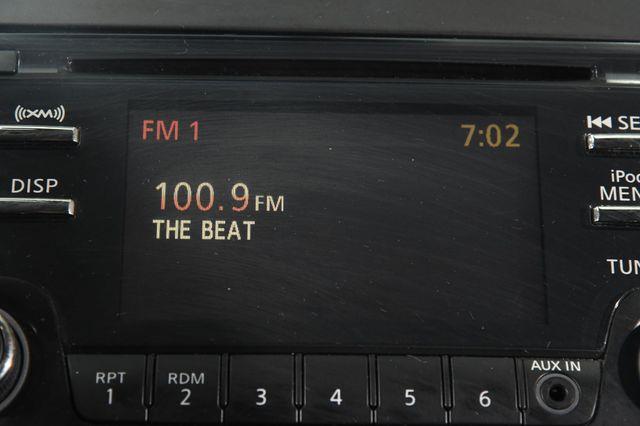 ((XM))
FM 1
7:02
SE
DISP
iPod
MEN
100.9 FM
THE BEAT
TUN
RPT
1
RDM
2
3
4
5
6
AUX IN